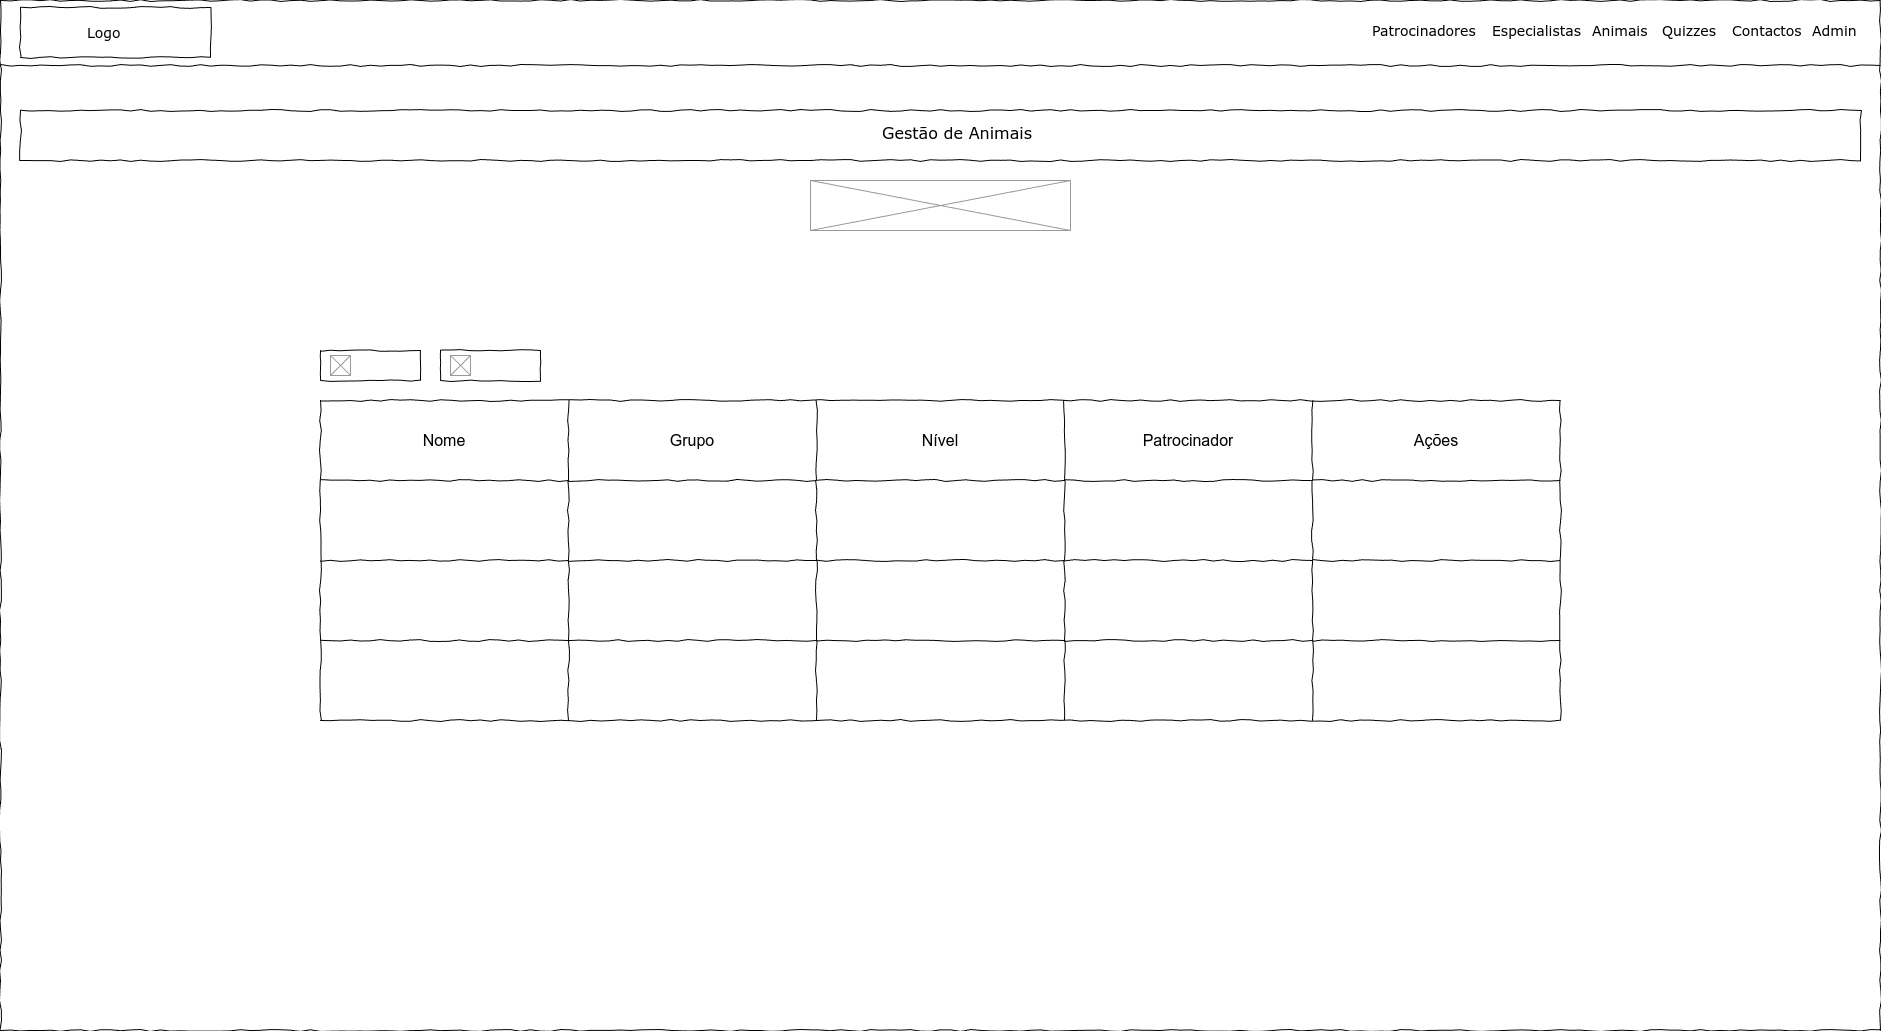 Logo
Patrocinadores Especialistas Animais Quizzes Contactos Admin
Gestão de Animais
Nome Grupo Nível Patrocinador Ações